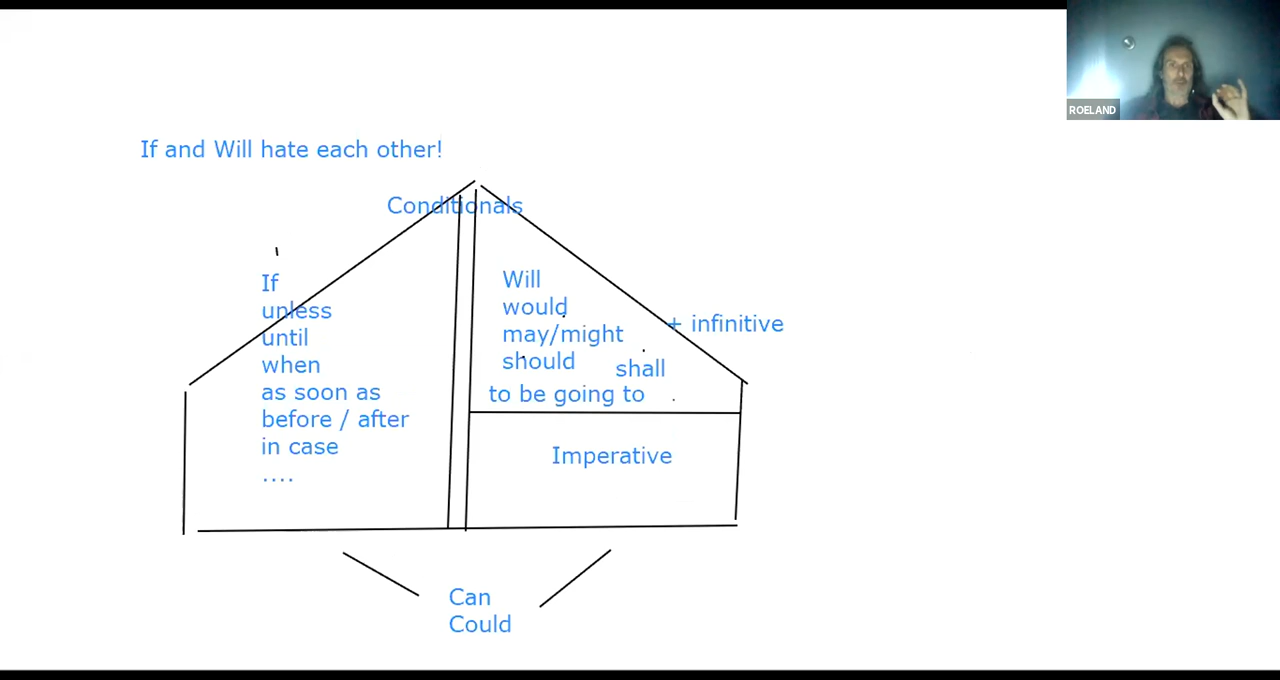 ROELAND
If and Will hate each other!
Conditionals
If
unless
until
when
as soon as
before / after
in case
....
Will
would
may/might
should
shall
to be going to
+ infinitive
Imperative
Can
Could